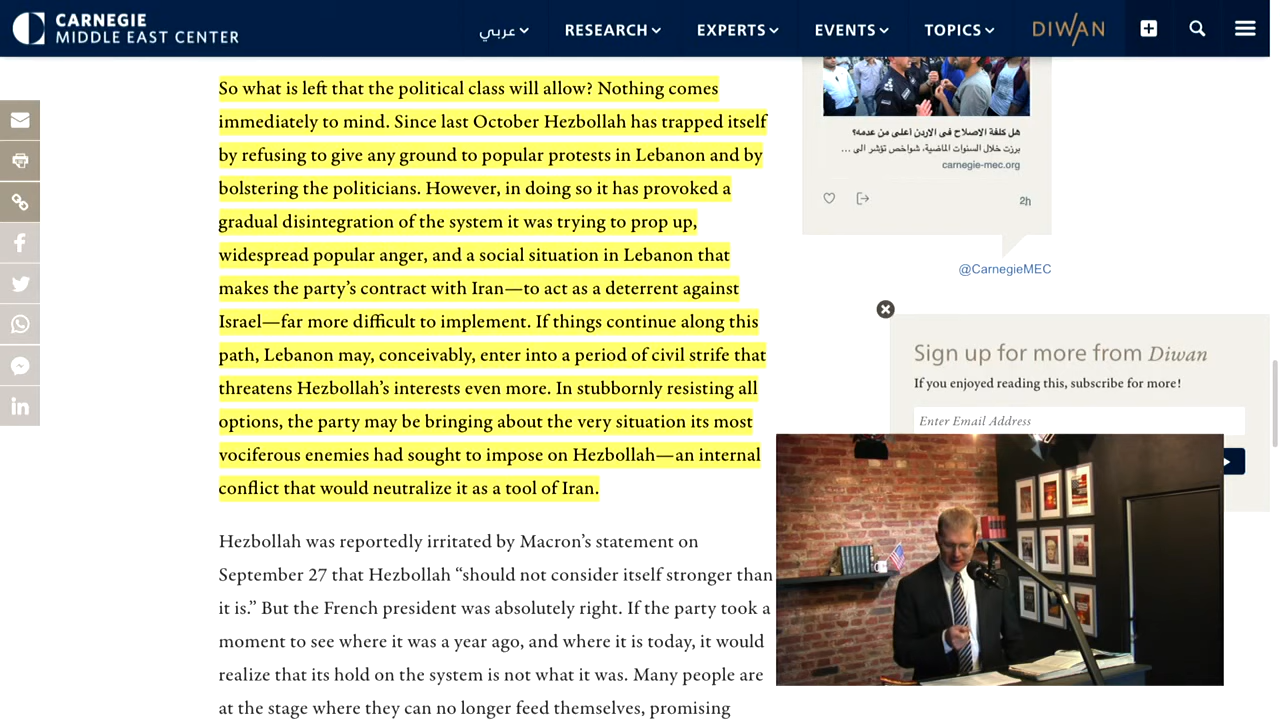 CARNEGIE
MIDDLE EAST CENTER
عربي
RESEARCH
EXPERTS
EVENTS
TOPICS
DIWAN
So what is left that the political class will allow? Nothing comes
immediately to mind. Since last October Hezbollah has trapped itself
by refusing to give any ground to popular protests in Lebanon and by
bolstering the politicians. However, in doing so it has provoked a
gradual disintegration of the system it was trying to prop up,
widespread popular anger, and a social situation in Lebanon that
makes the party’s contract with Iran—to act as a deterrent against
Israel—far more difficult to implement. If things continue along this
path, Lebanon may, conceivably, enter into a period of civil strife that
threatens Hezbollah’s interests even more. In stubbornly resisting all
options, the party may be bringing about the very situation its most
vociferous enemies had sought to impose on Hezbollah—an internal
conflict that would neutralize it as a tool of Iran.
Hezbollah was reportedly irritated by Macron’s statement on
September 27 that Hezbollah “should not consider itself stronger than
it is.” But the French president was absolutely right. If the party took a
moment to see where it was a year ago, and where it is today, it would
realize that its hold on the system is not what it was. Many people are
at the stage where they can no longer feed themselves, promising
هل كلفة الاصلاح في الاردن أعلى من عدمه؟
برزت خلال السنوات الماضية، شواخص تؤشر الى ...
carnegie-mec.org
2h
@CarnegieMEC
Sign up for more from Diwan
If you enjoyed reading this, subscribe for more!
Enter Email Address